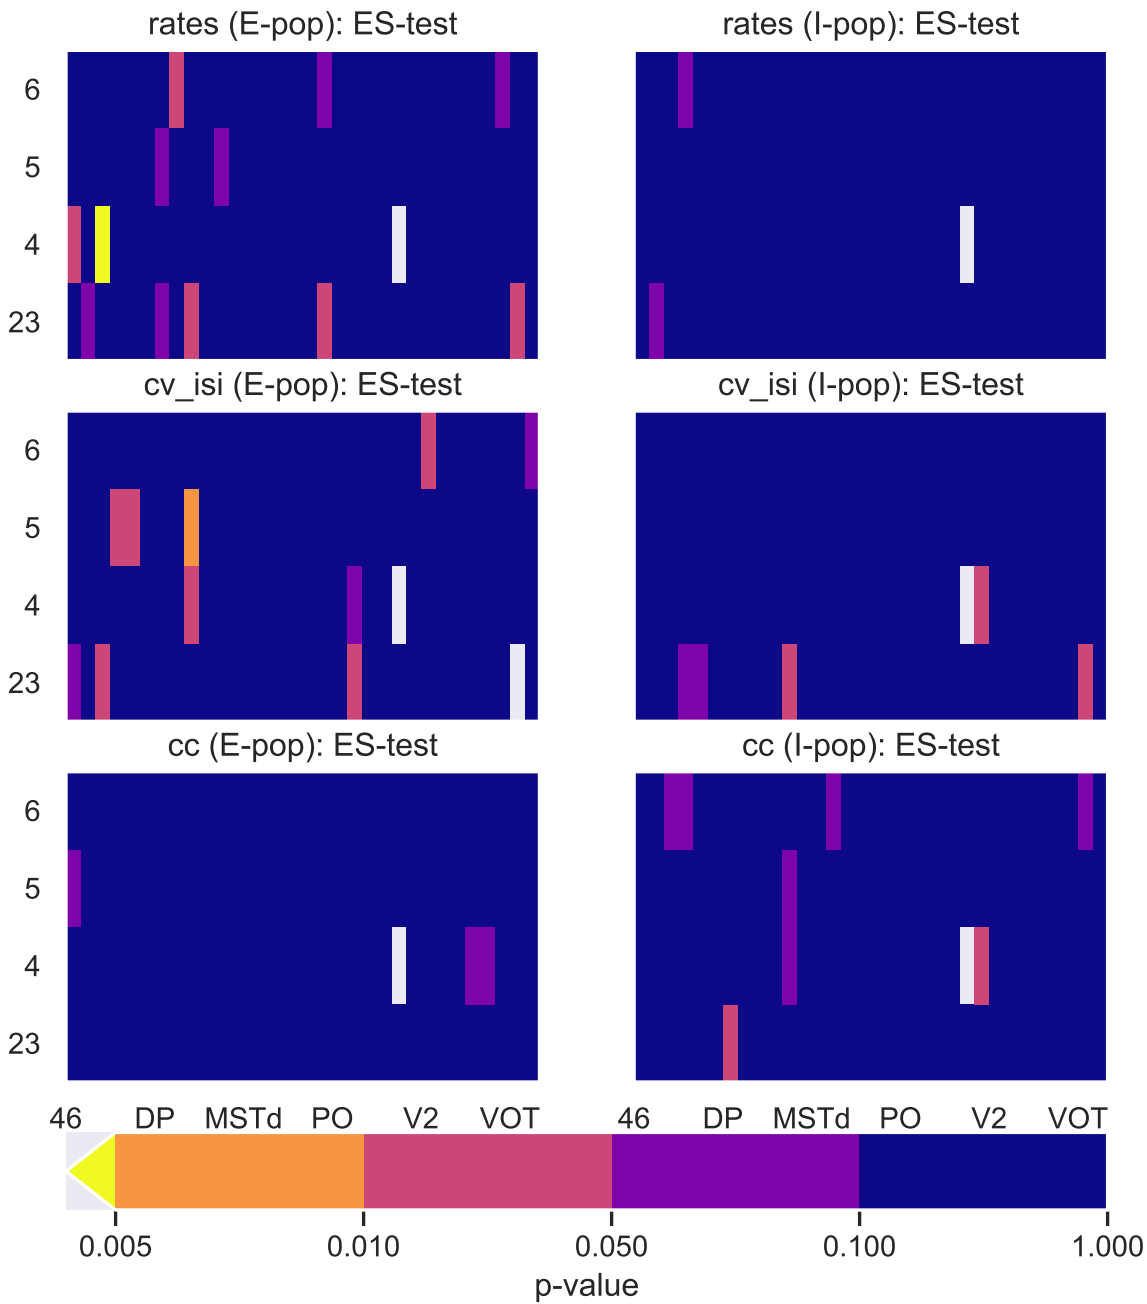 rates (E-pop): ES-test
rates (I-pop): ES-test
6
5
4
23
cv_isi (E-pop): ES-test
cv_isi (I-pop): ES-test
6
5
4
23
cc (E-pop): ES-test
cc (I-pop): ES-test
6
5
4
23
46 DP MSTd PO V2 VOT
46 DP MSTd PO V2 VOT
0.005 0.010 0.050 0.100 1.000
p-value